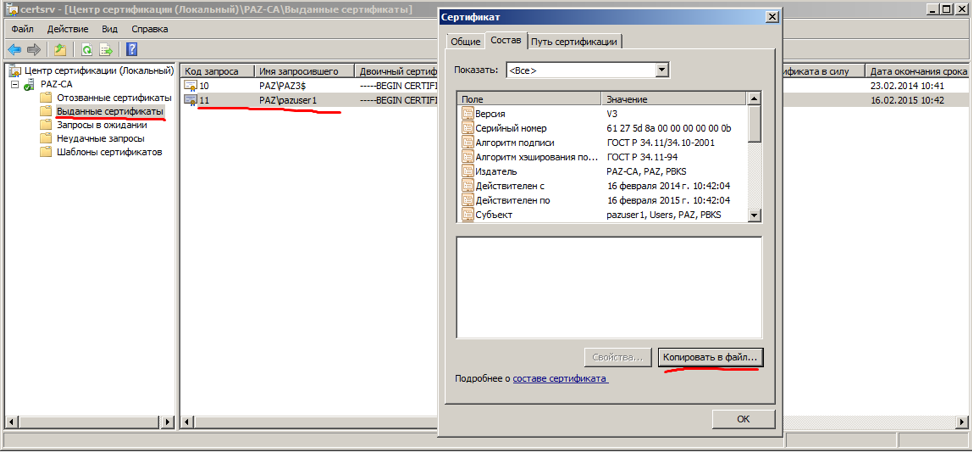 certsrv - [Центр сертификации (Локальный)\PAZ-CA\Выданные сертификаты]
Файл Действие Вид Справка
Центр сертификации (Локальный)
PAZ-CA
Отозванные сертификаты
Выданные сертификаты
Запросы в ожидании
Неудачные запросы
Шаблоны сертификатов
Код запроса Имя запросившего Двоичный сертиф
10 PAZ\PAZ3$ -----BEGIN CERTIFI
11 PAZ\pazuser1 -----BEGIN CERTIFI
Сертификат
Общие Состав Путь сертификации
Показать: <Все>
Поле Значение
Версия V3
Серийный номер 61 27 5d 8a 00 00 00 00 00 0b
Алгоритм подписи ГОСТ Р 34.11/34.10-2001
Алгоритм хэширования по... ГОСТ Р 34.11-94
Издатель PAZ-CA, PAZ, PBKS
Действителен с 16 февраля 2014 г. 10:42:04
Действителен по 16 февраля 2015 г. 10:42:04
Субъект pazuser1, Users, PAZ, PBKS
Свойства... Копировать в файл...
Подробнее о составе сертификата
OK
ификата в силу Дата окончания срока
23.02.2014 10:41
16.02.2015 10:42